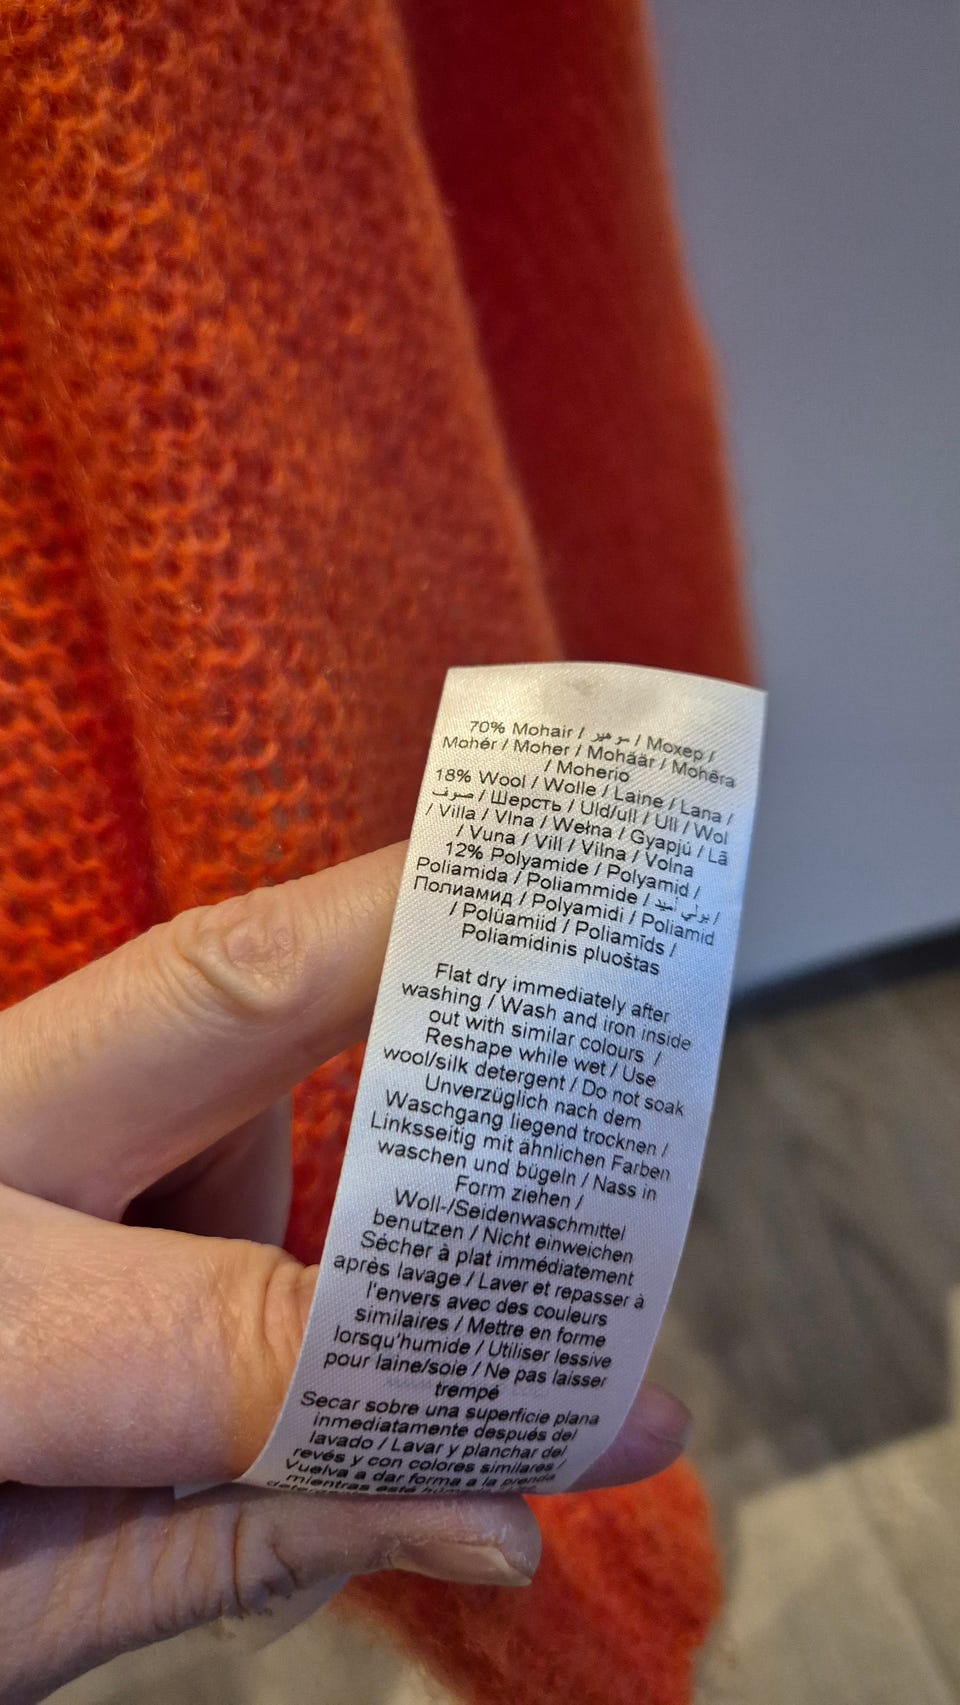 70% Mohair / موهير / Мохер /
Mohér / Moher / Mohäär / Mohēra
/ Moherio
18% Wool / Wolle / Laine / Lana /
صوف / Шерсть / Uld/ull / Ull / Wol
/ Villa / Vlna / Wełna / Gyapjú / Lã
/ Vuna / Vill / Vilna / Volna
12% Polyamide / Polyamid /
Poliamida / Poliammide / بولي أميد /
Полиамид / Polyamidi / Poliamid
/ Polüamiid / Poliamīds /
Poliamidinis pluoštas
Flat dry immediately after
washing / Wash and iron inside
out with similar colours /
Reshape while wet / Use
wool/silk detergent / Do not soak
Unverzüglich nach dem
Waschgang liegend trocknen /
Linksseitig mit ähnlichen Farben
waschen und bügeln / Nass in
Form ziehen /
Woll-/Seidenwaschmittel
benutzen / Nicht einweichen
Sécher à plat immédiatement
après lavage / Laver et repasser à
l'envers avec des couleurs
similaires / Mettre en forme
lorsqu'humide / Utiliser lessive
pour laine/soie / Ne pas laisser
trempé
Secar sobre una superficie plana
inmediatamente después del
lavado / Lavar y planchar del
revés y con colores similares /
Vuelva a dar forma a la prenda
mientras esté